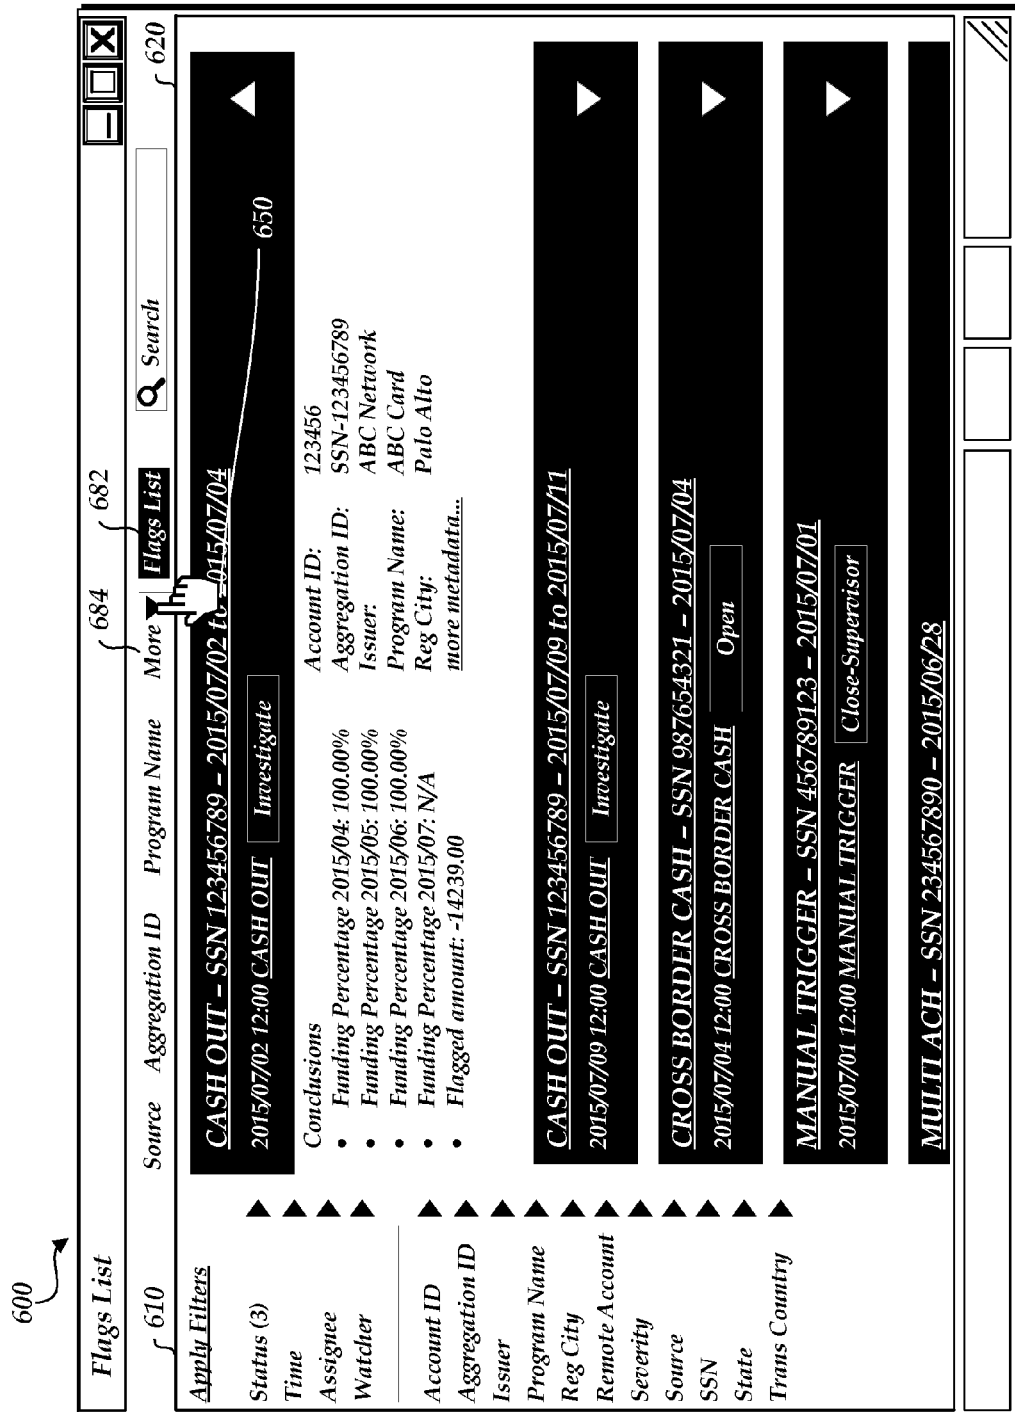 600
Flags List
610
684
682
620
Source Aggregation ID Program Name More Flags List Search
Apply Filters
Status (3)
Time
Assignee
Watcher
Account ID
Aggregation ID
Issuer
Program Name
Reg City
Remote Account
Severity
Source
SSN
State
Trans Country
CASH OUT – SSN 123456789 – 2015/07/02 to 2015/07/04
2015/07/02 12:00 CASH OUT Investigate
650
Conclusions
• Funding Percentage 2015/04: 100.00%
• Funding Percentage 2015/05: 100.00%
• Funding Percentage 2015/06: 100.00%
• Funding Percentage 2015/07: N/A
• Flagged amount: -14239.00
Account ID: 123456
Aggregation ID: SSN-123456789
Issuer: ABC Network
Program Name: ABC Card
Reg City: Palo Alto
more metadata...
CASH OUT – SSN 123456789 – 2015/07/09 to 2015/07/11
2015/07/09 12:00 CASH OUT Investigate
CROSS BORDER CASH – SSN 987654321 – 2015/07/04
2015/07/04 12:00 CROSS BORDER CASH Open
MANUAL TRIGGER – SSN 456789123 – 2015/07/01
2015/07/01 12:00 MANUAL TRIGGER Close-Supervisor
MULTI ACH – SSN 234567890 – 2015/06/28